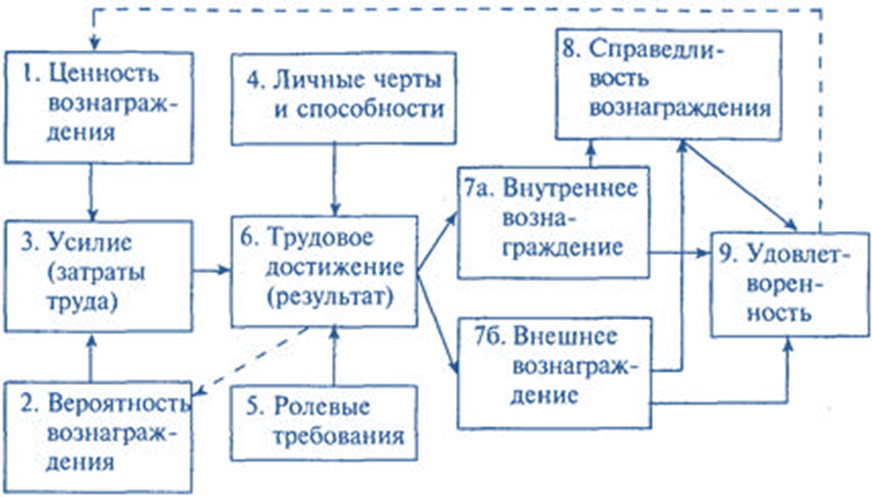 1. Ценность
вознаграж-
дения
2. Вероятность
вознаграж-
дения
3. Усилие
(затраты
труда)
4. Личные черты
и способности
5. Ролевые
требования
6. Трудовое
достижение
(результат)
7а. Внутреннее
возна-
граждение
7б. Внешнее
вознаграж-
дение
8. Справедли-
вость
вознаграждения
9. Удовлет-
ворен-
ность